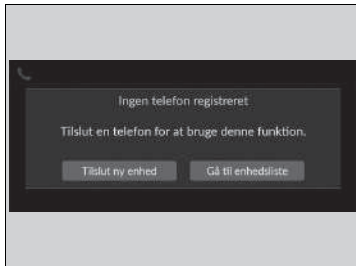 Ingen telefon registreret
Tilslut en telefon for at bruge denne funktion.
Tilslut ny enhed
Gå til enhedsliste